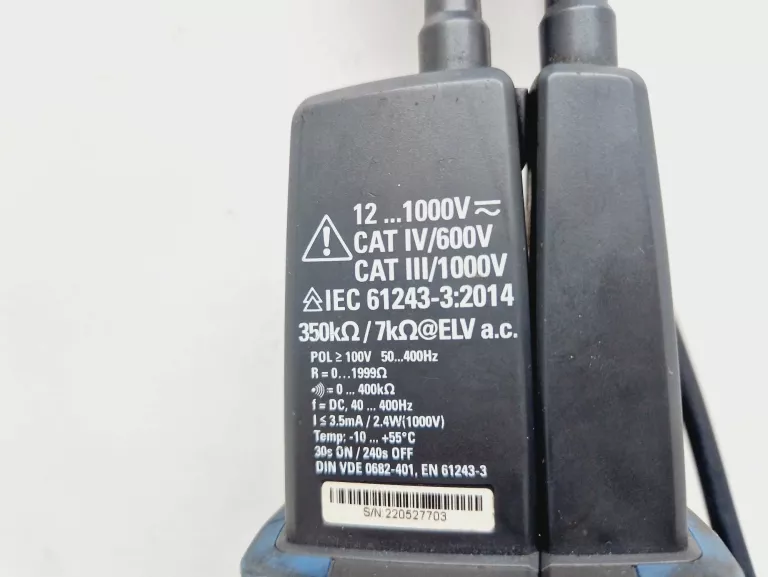 12 ...1000V⎓~
CAT IV/600V
CAT III/1000V
IEC 61243-3:2014
350kΩ / 7kΩ@ELV a.c.
POL ≥ 100V 50...400Hz
R = 0...1999Ω
= 0 ... 400kΩ
f = DC, 40 ... 400Hz
I ≤ 3.5mA / 2.4W(1000V)
Temp: -10 ... +55°C
30s ON / 240s OFF
DIN VDE 0682-401, EN 61243-3
S/N 220527703